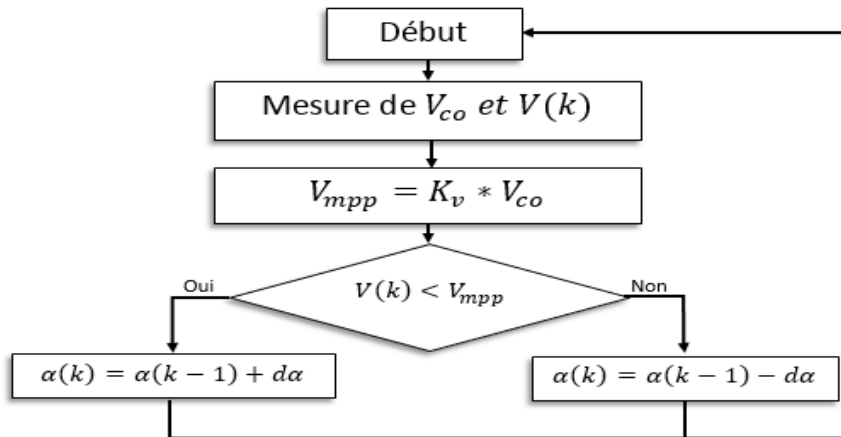 Début
Mesure de V_co et V(k)
V_mpp = K_v * V_co
Oui
V(k) < V_mpp
Non
α(k) = α(k − 1) + dα
α(k) = α(k − 1) − dα